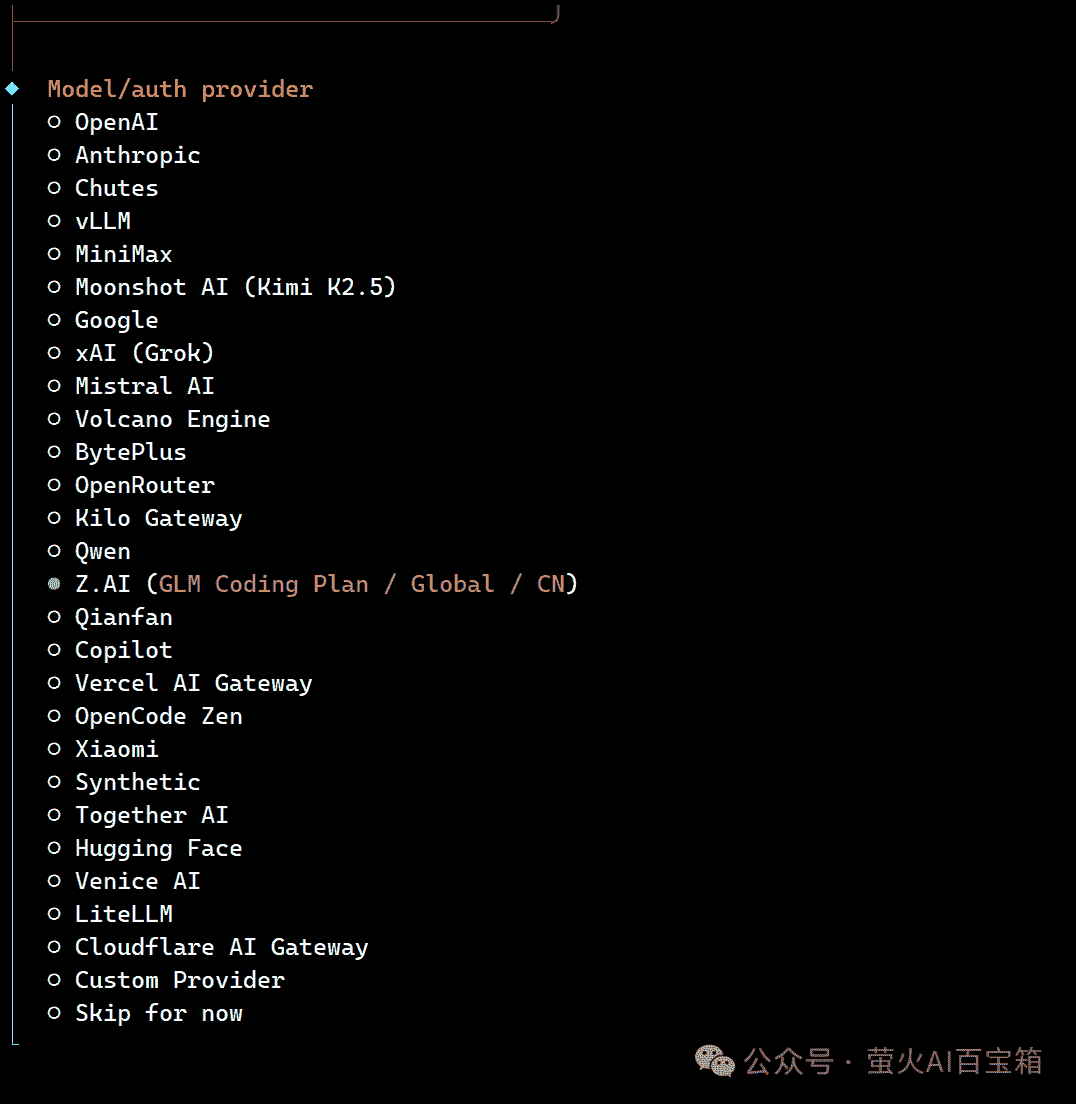 Model/auth provider
OpenAI
Anthropic
Chutes
vLLM
MiniMax
Moonshot AI (Kimi K2.5)
Google
xAI (Grok)
Mistral AI
Volcano Engine
BytePlus
OpenRouter
Kilo Gateway
Qwen
Z.AI (GLM Coding Plan / Global / CN)
Qianfan
Copilot
Vercel AI Gateway
OpenCode Zen
Xiaomi
Synthetic
Together AI
Hugging Face
Venice AI
LiteLLM
Cloudflare AI Gateway
Custom Provider
Skip for now
公众号 · 萤火AI百宝箱